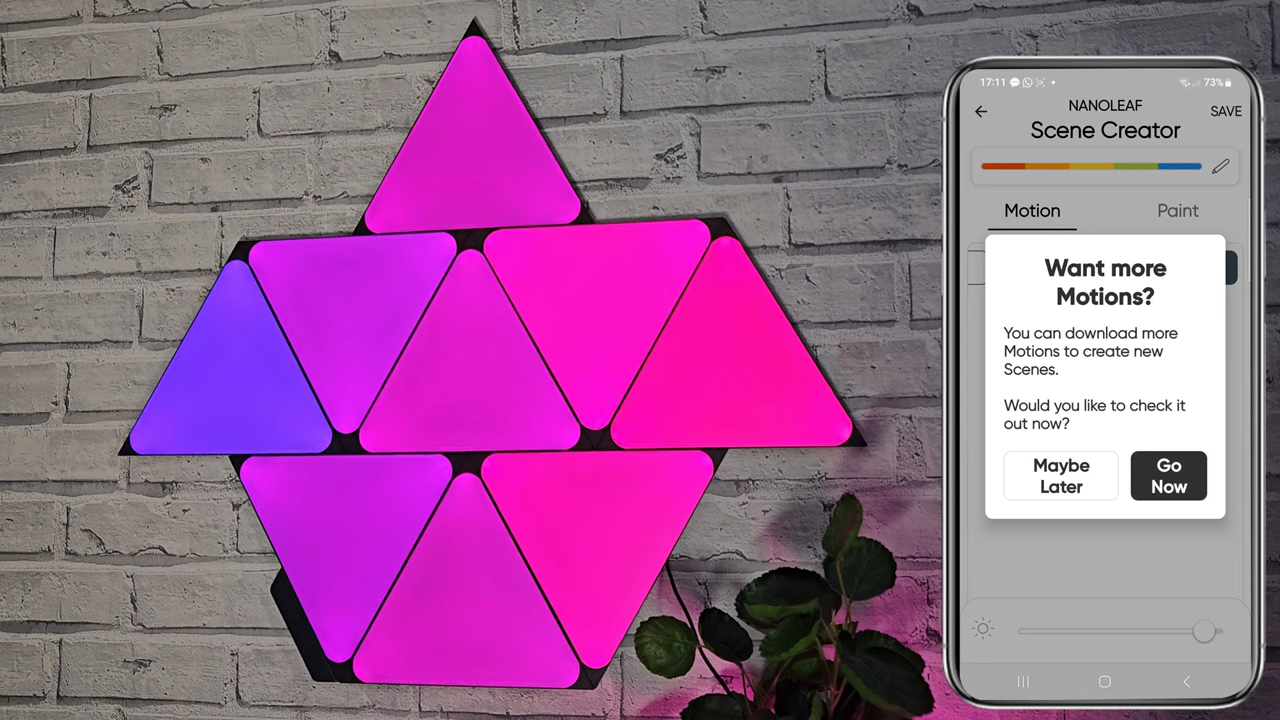 17:11
73%
NANOLEAF
SAVE
Scene Creator
Motion
Paint
Want more
Motions?
You can download more
Motions to create new
Scenes.
Would you like to check it
out now?
Maybe
Later
Go
Now